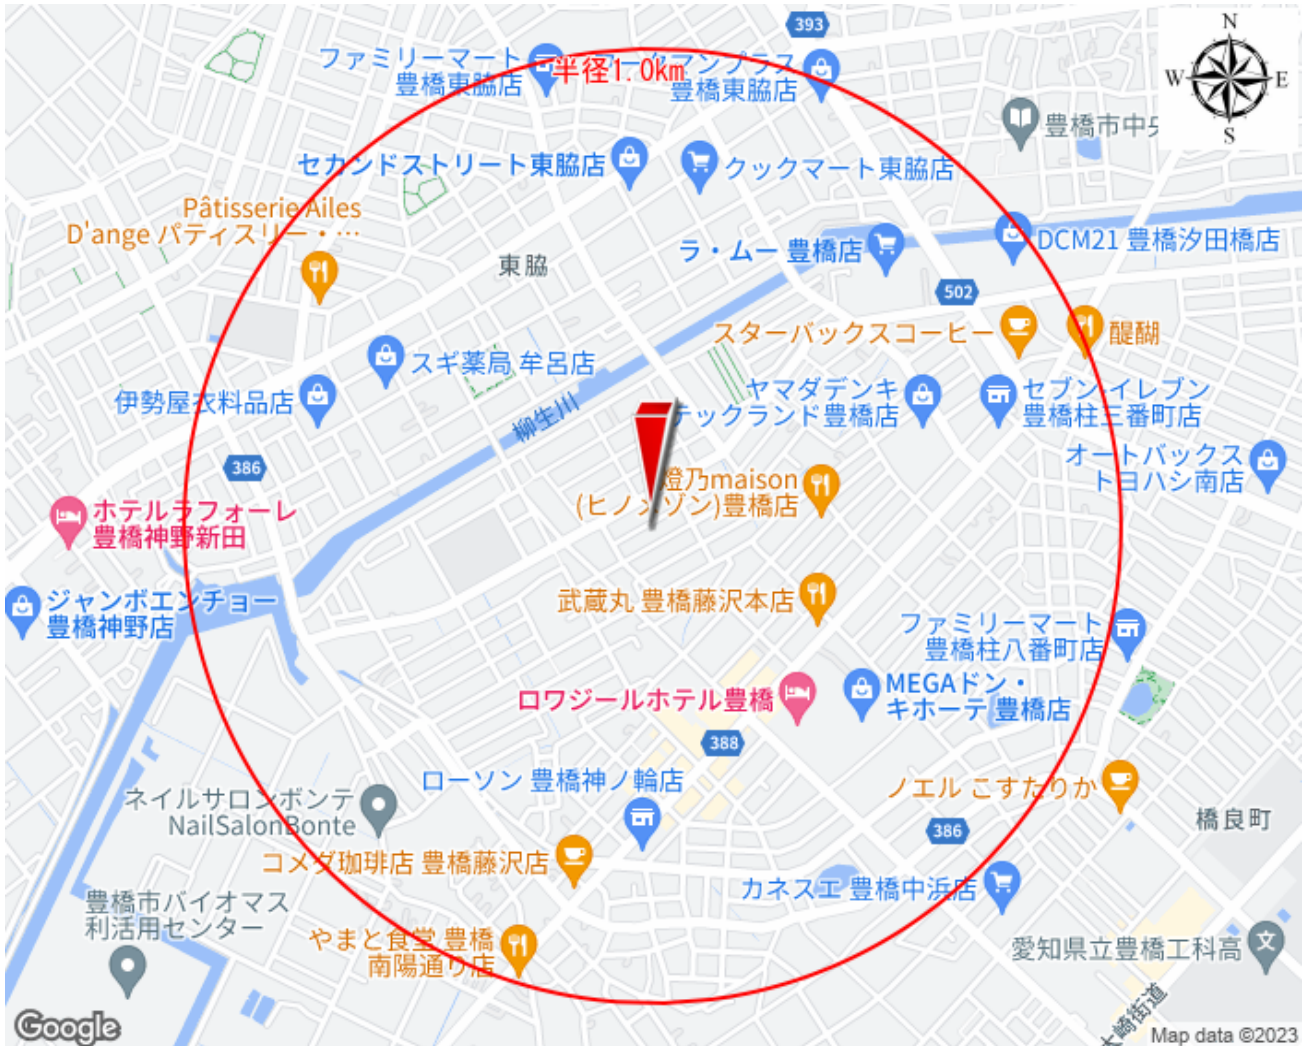 393
N
W E
S
ファミリーマート
豊橋東脇店
半径1.0km
豊橋東脇店
豊橋市中央
セカンドストリート東脇店
クックマート東脇店
Pâtisserie Ailes
D'ange パティスリー・…
東脇
ラ・ムー 豊橋店
DCM21 豊橋汐田橋店
502
スターバックスコーヒー
醍醐
スギ薬局 牟呂店
伊勢屋衣料品店
ヤマダデンキ
テックランド豊橋店
セブン-イレブン
豊橋柱三番町店
柳生川
386
オートバックス
トヨハシ南店
燈乃maison
(ヒノメゾン)豊橋店
ホテルラフォーレ
豊橋神野新田
ジャンボエンチョー
豊橋神野店
武蔵丸 豊橋藤沢本店
ファミリーマート
豊橋柱八番町店
ロワジールホテル豊橋
MEGAドン・
キホーテ 豊橋店
388
ローソン 豊橋神ノ輪店
ノエル こすたりか
ネイルサロンボンテ
NailSalonBonte
386
橋良町
コメダ珈琲店 豊橋藤沢店
カネスエ 豊橋中浜店
豊橋市バイオマス
利活用センター
やまと食堂 豊橋
南陽通り店
愛知県立豊橋工科高
大崎街道
Google
Map data ©2023